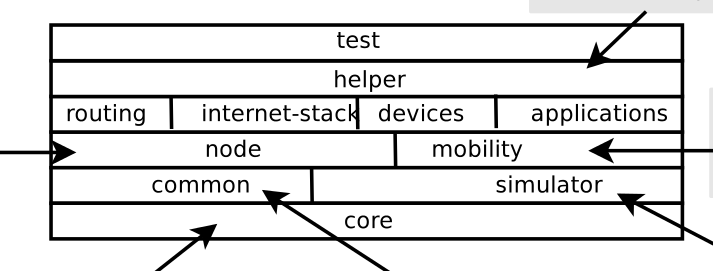 test
helper
routing internet-stack devices applications
node mobility
common simulator
core